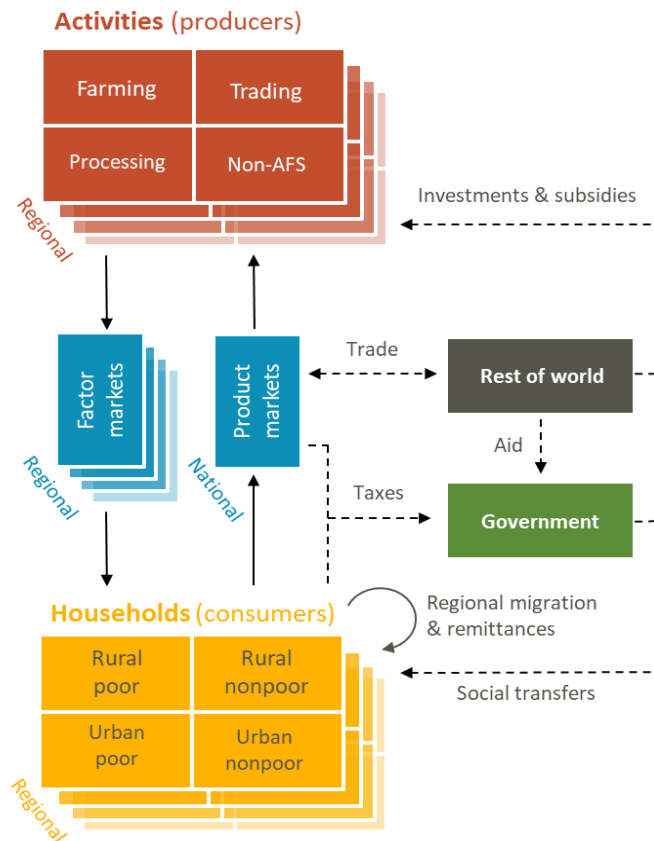 Activities (producers)
Farming
Trading
Processing
Non-AFS
Regional
Investments & subsidies
Factor
markets
Regional
Product
markets
National
Trade
Rest of world
Aid
Taxes
Government
Households (consumers)
Regional migration
& remittances
Rural
poor
Rural
nonpoor
Social transfers
Urban
poor
Urban
nonpoor
Regional